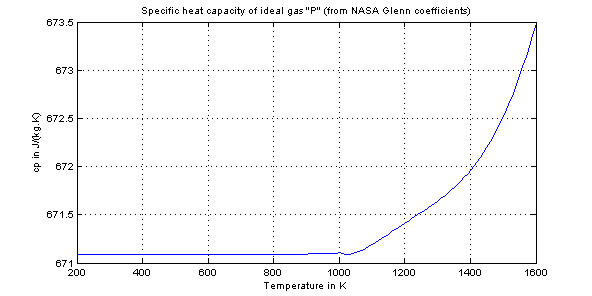 Specific heat capacity of ideal gas "P" (from NASA Glenn coefficients)
673.5
673
672.5
672
671.5
671
cp in J/(kg.K)
200 400 600 800 1000 1200 1400 1600
Temperature in K